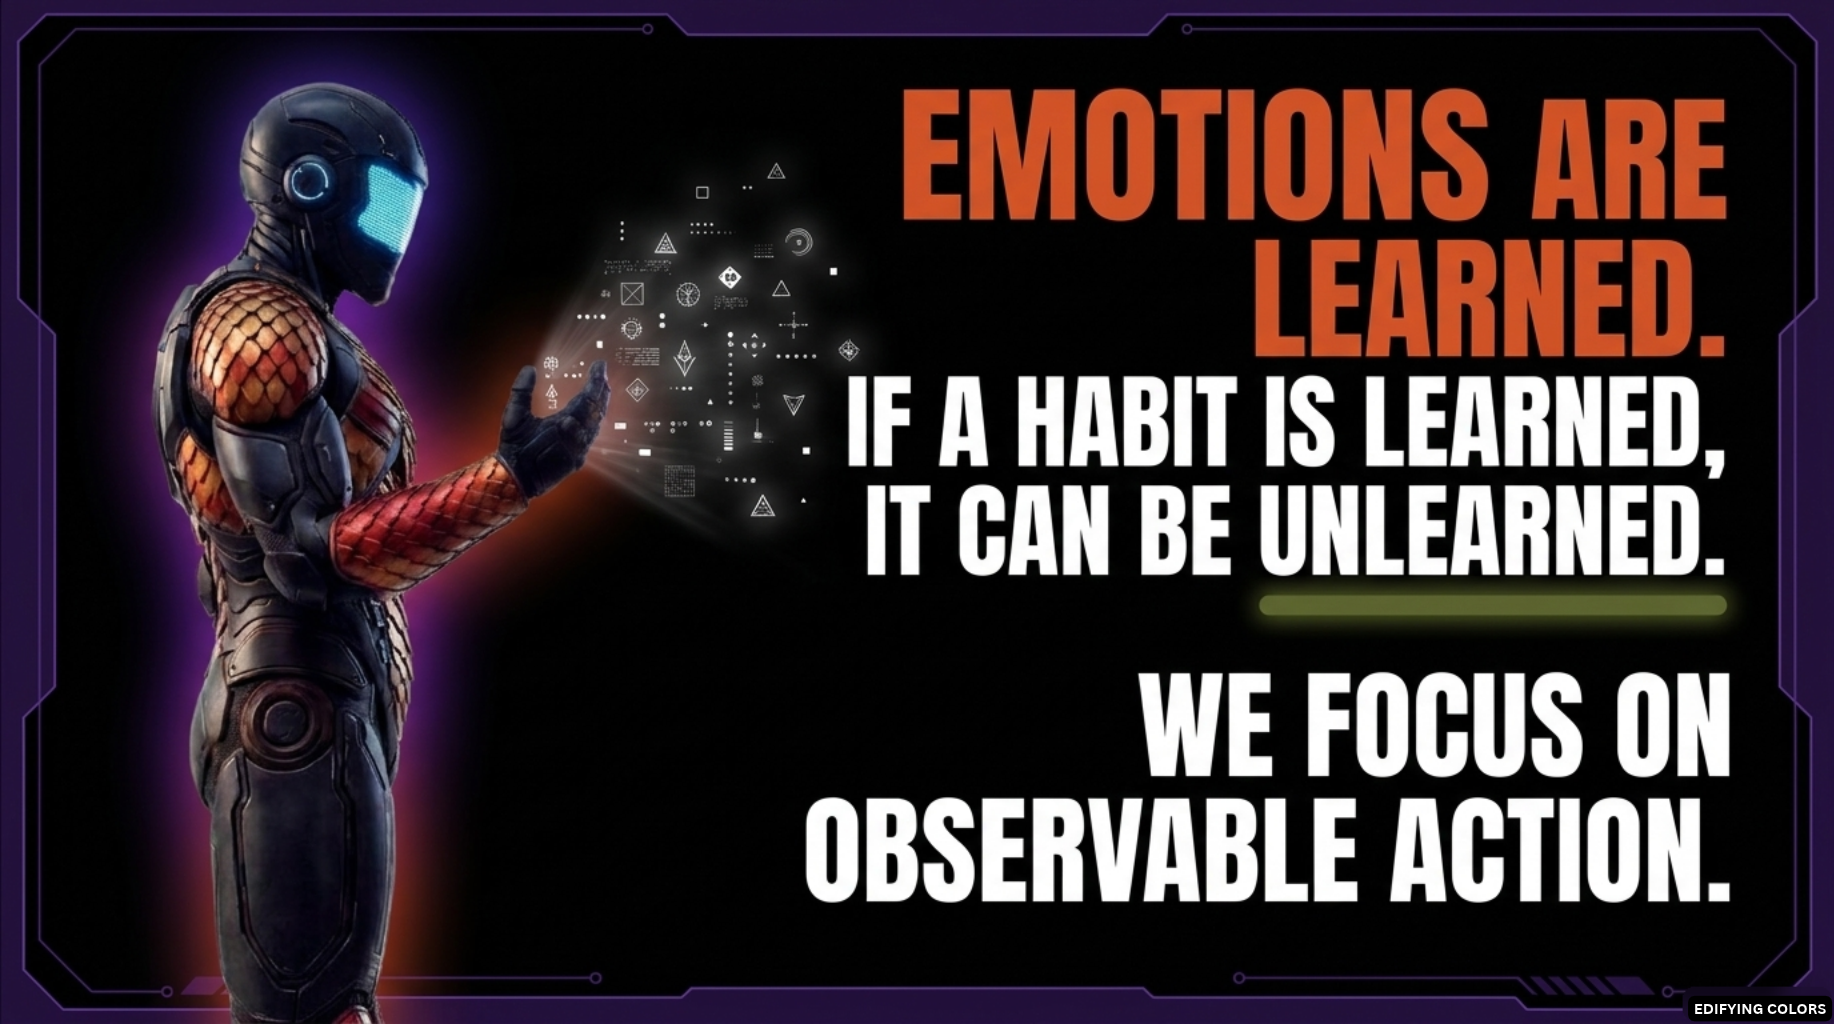 EMOTIONS ARE
LEARNED.
IF A HABIT IS LEARNED,
IT CAN BE UNLEARNED.
WE FOCUS ON
OBSERVABLE ACTION.
EDIFYING COLORS